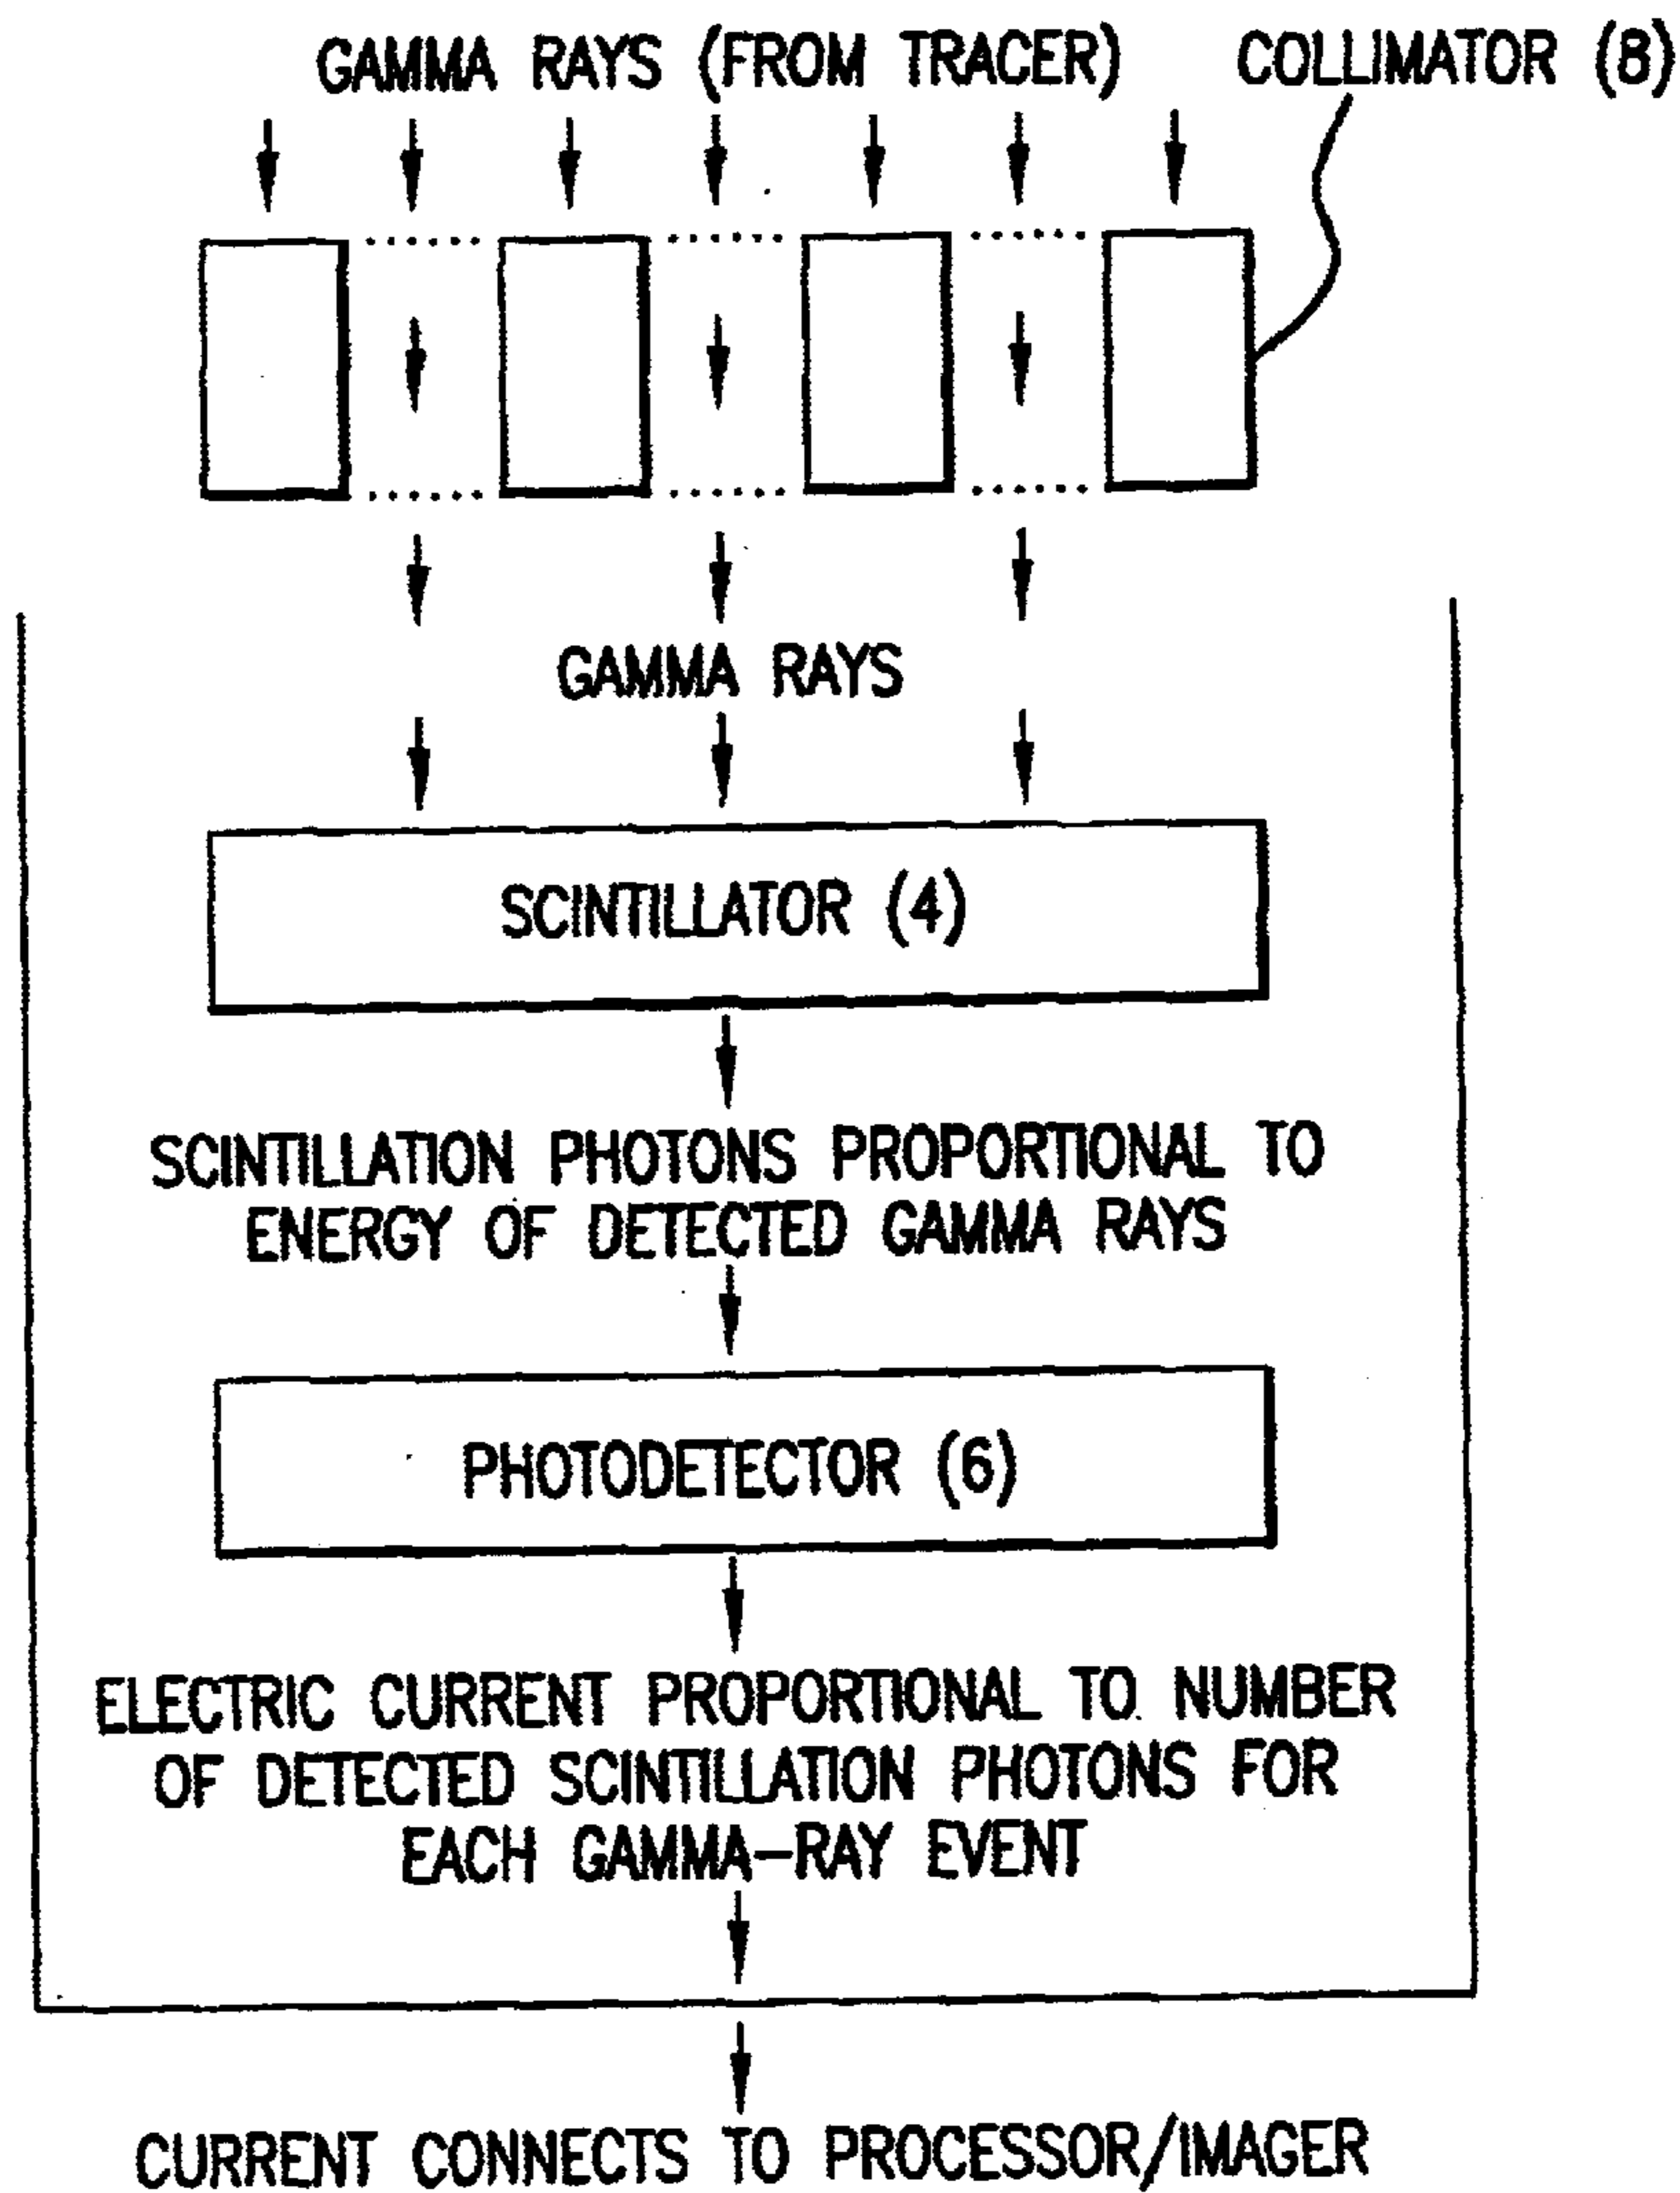 GAMMA RAYS (FROM TRACER)
COLLIMATOR (8)
GAMMA RAYS
SCINTILLATOR (4)
SCINTILLATION PHOTONS PROPORTIONAL TO
ENERGY OF DETECTED GAMMA RAYS
PHOTODETECTOR (6)
ELECTRIC CURRENT PROPORTIONAL TO NUMBER
OF DETECTED SCINTILLATION PHOTONS FOR
EACH GAMMA-RAY EVENT
CURRENT CONNECTS TO PROCESSOR/IMAGER